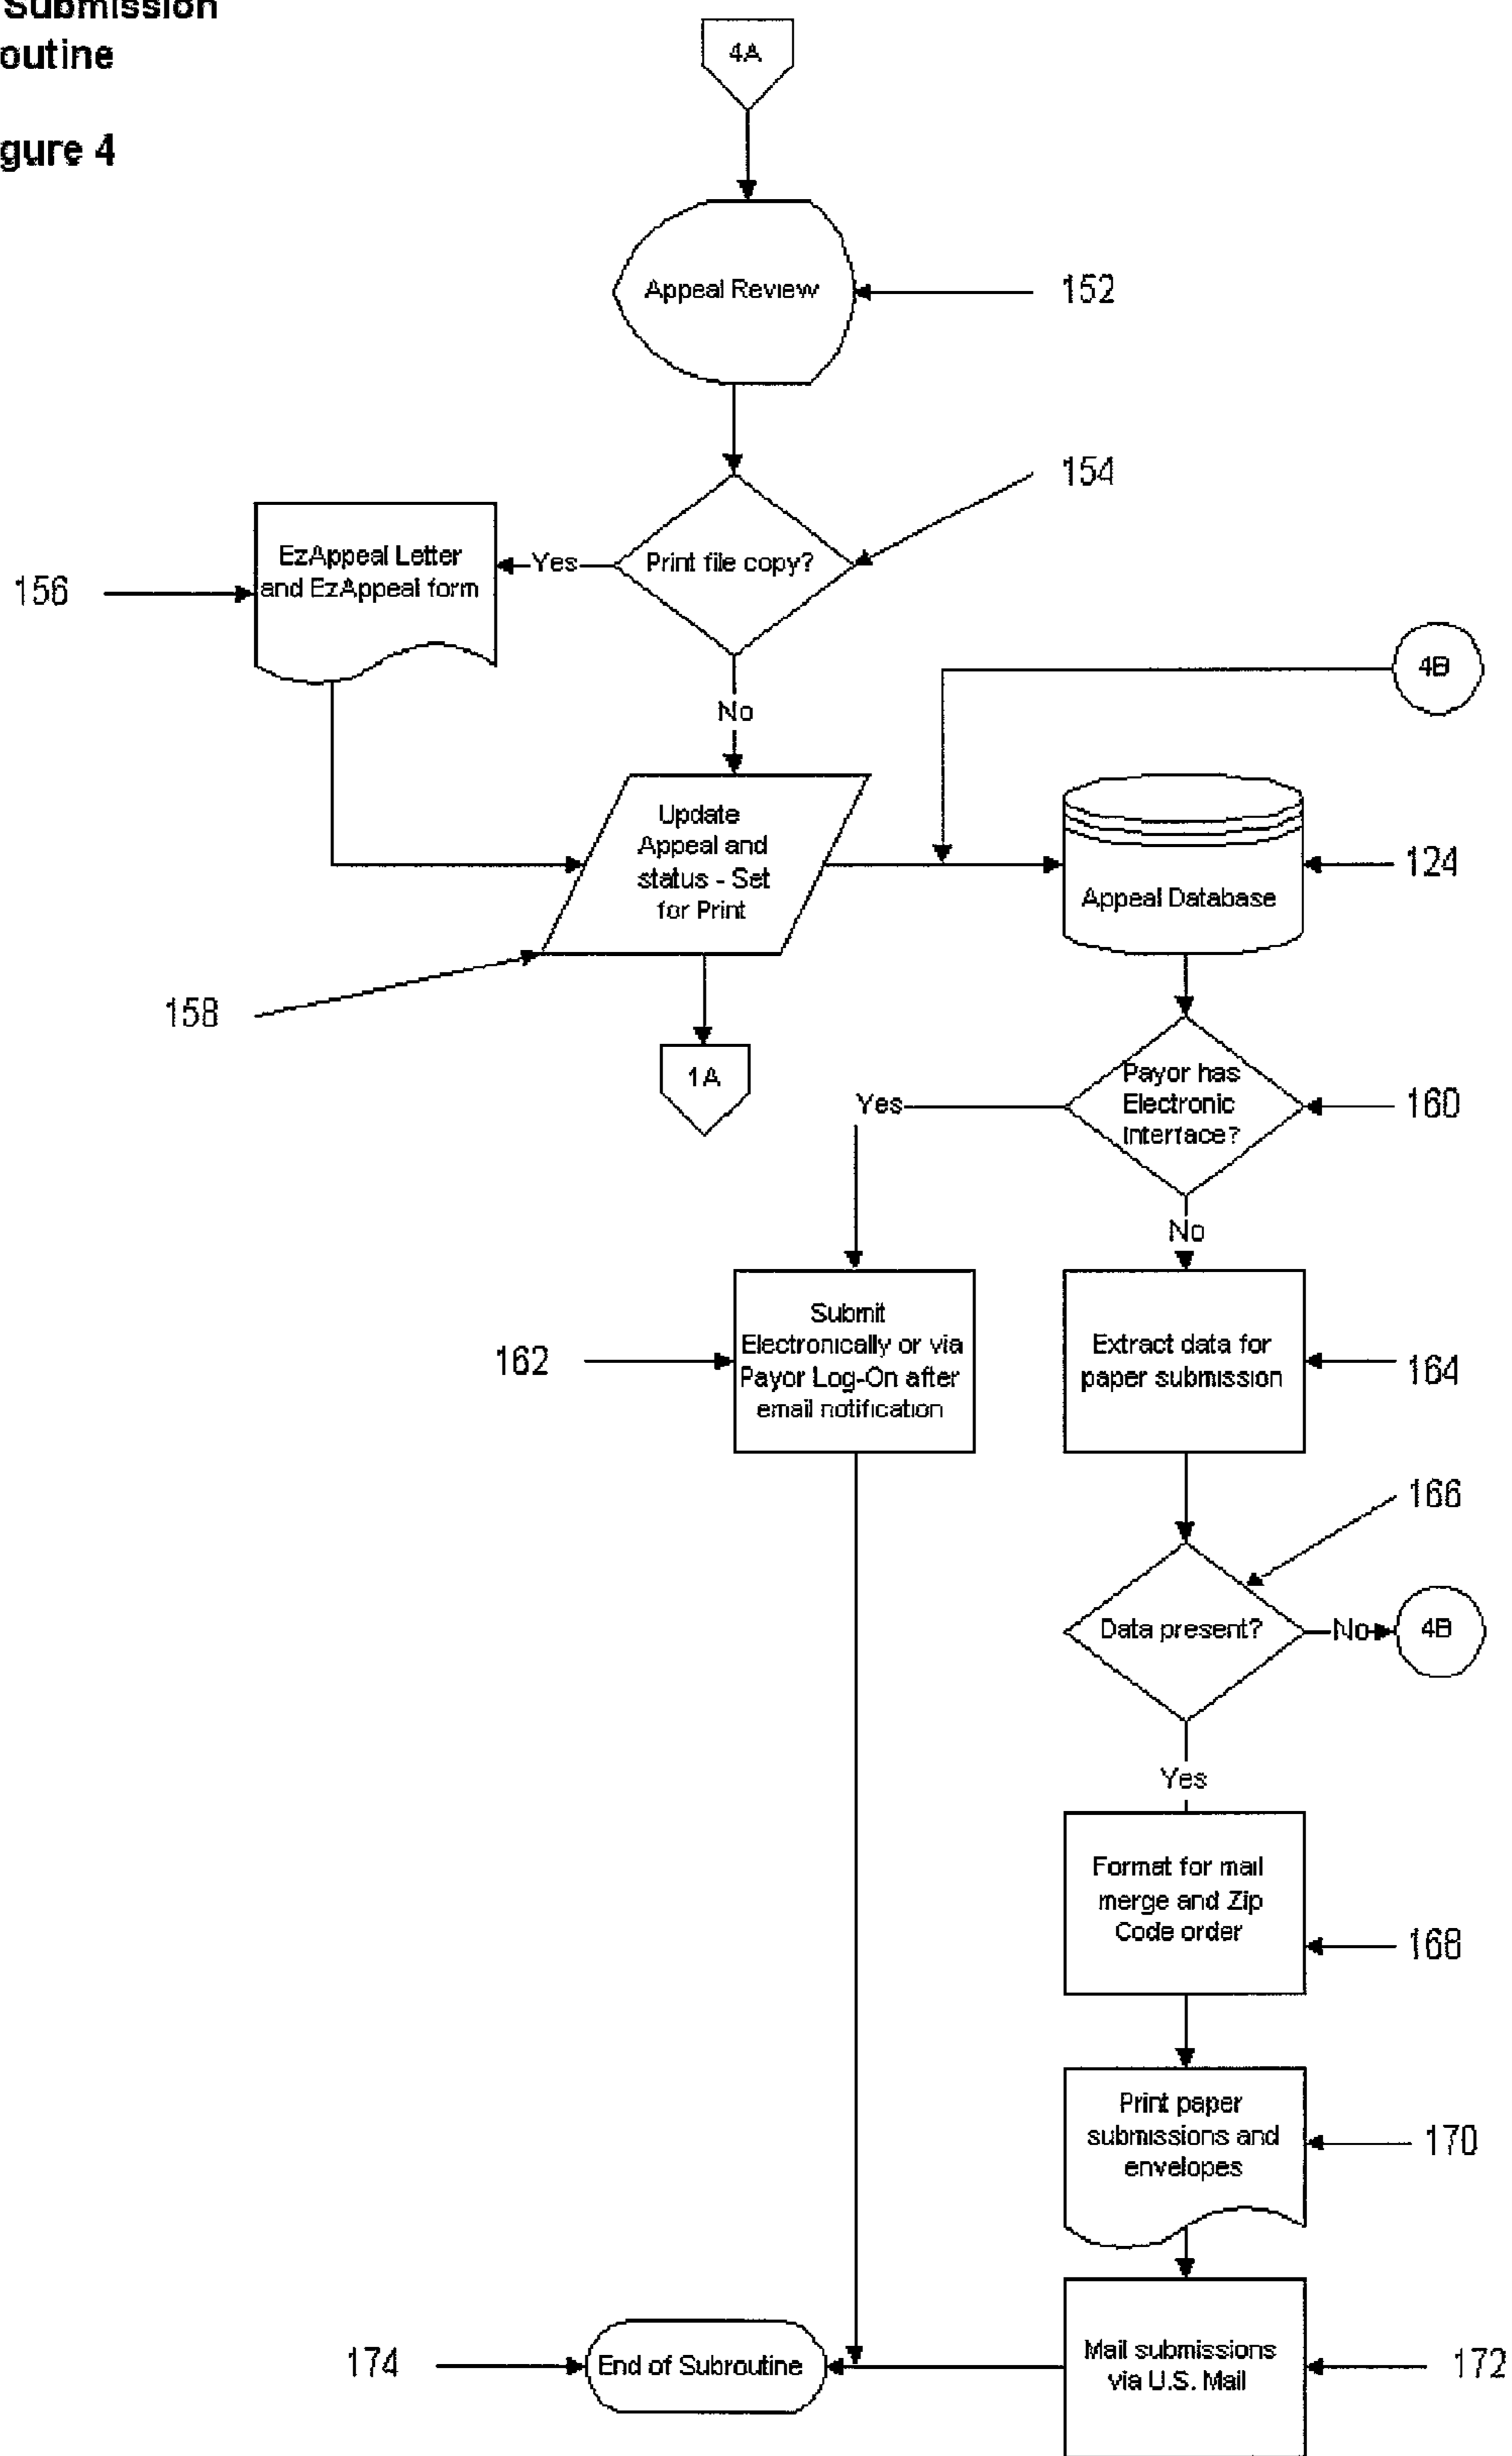 Submission
outine
gure 4
4A
Appeal Review
152
154
Print file copy?
Yes
EzAppeal Letter
and EzAppeal form
156
No
4B
Update
Appeal and
status - Set
for Print
Appeal Database
124
158
1A
Payor has
Electronic
Interface?
160
Yes
No
Submit
Electronically or via
Payor Log-On after
email notification
162
Extract data for
paper submission
164
166
Data present?
No
4B
Yes
Format for mail
merge and Zip
Code order
168
Print paper
submissions and
envelopes
170
Mail submissions
via U.S. Mail
172
End of Subroutine
174